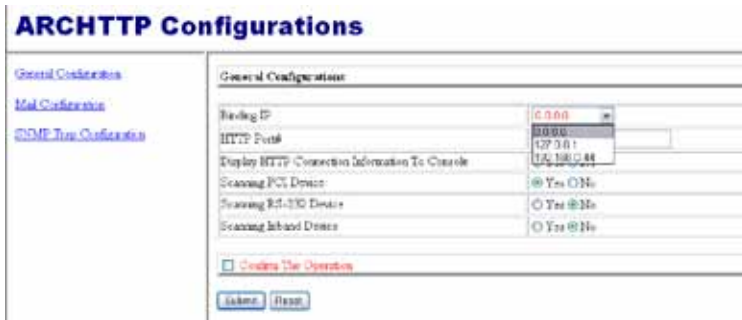 ARCHTTP Configurations
General Configuration
Mail Configuration
SNMP Trap Configuration
General Configurations
Binding IP
0.0.0.0
0.0.0.0
127.0.0.1
HTTP Port#
Display HTTP Connection Information To Console
Scanning PCI Device
Yes No
Scanning RS-232 Device
Yes No
Scanning Inband Device
Yes No
Confirm The Operation
Submit Reset